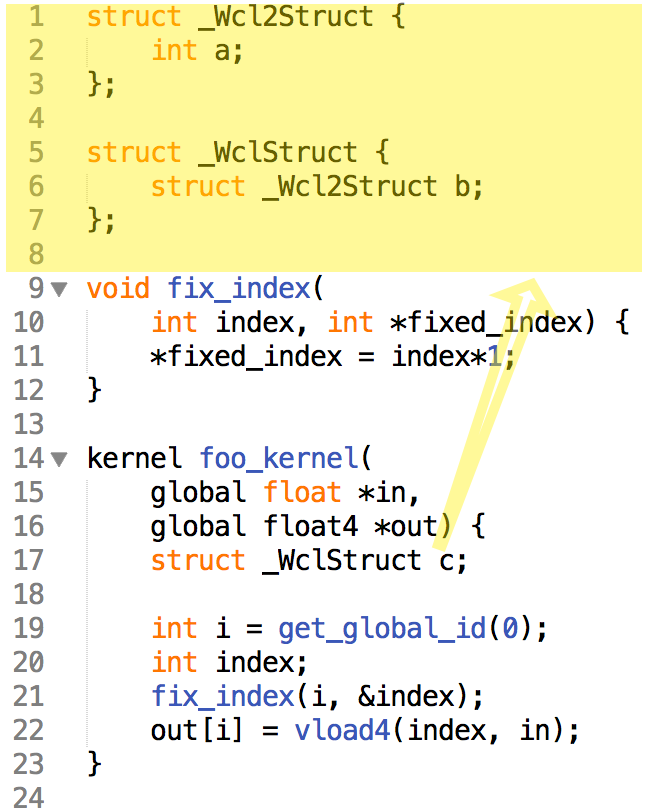 1 struct _Wcl2Struct {
2     int a;
3 };
4
5 struct _WclStruct {
6     struct _Wcl2Struct b;
7 };
8
9 void fix_index(
10     int index, int *fixed_index) {
11     *fixed_index = index*1;
12 }
13
14 kernel foo_kernel(
15     global float *in,
16     global float4 *out) {
17     struct _WclStruct c;
18
19     int i = get_global_id(0);
20     int index;
21     fix_index(i, &index);
22     out[i] = vload4(index, in);
23 }
24